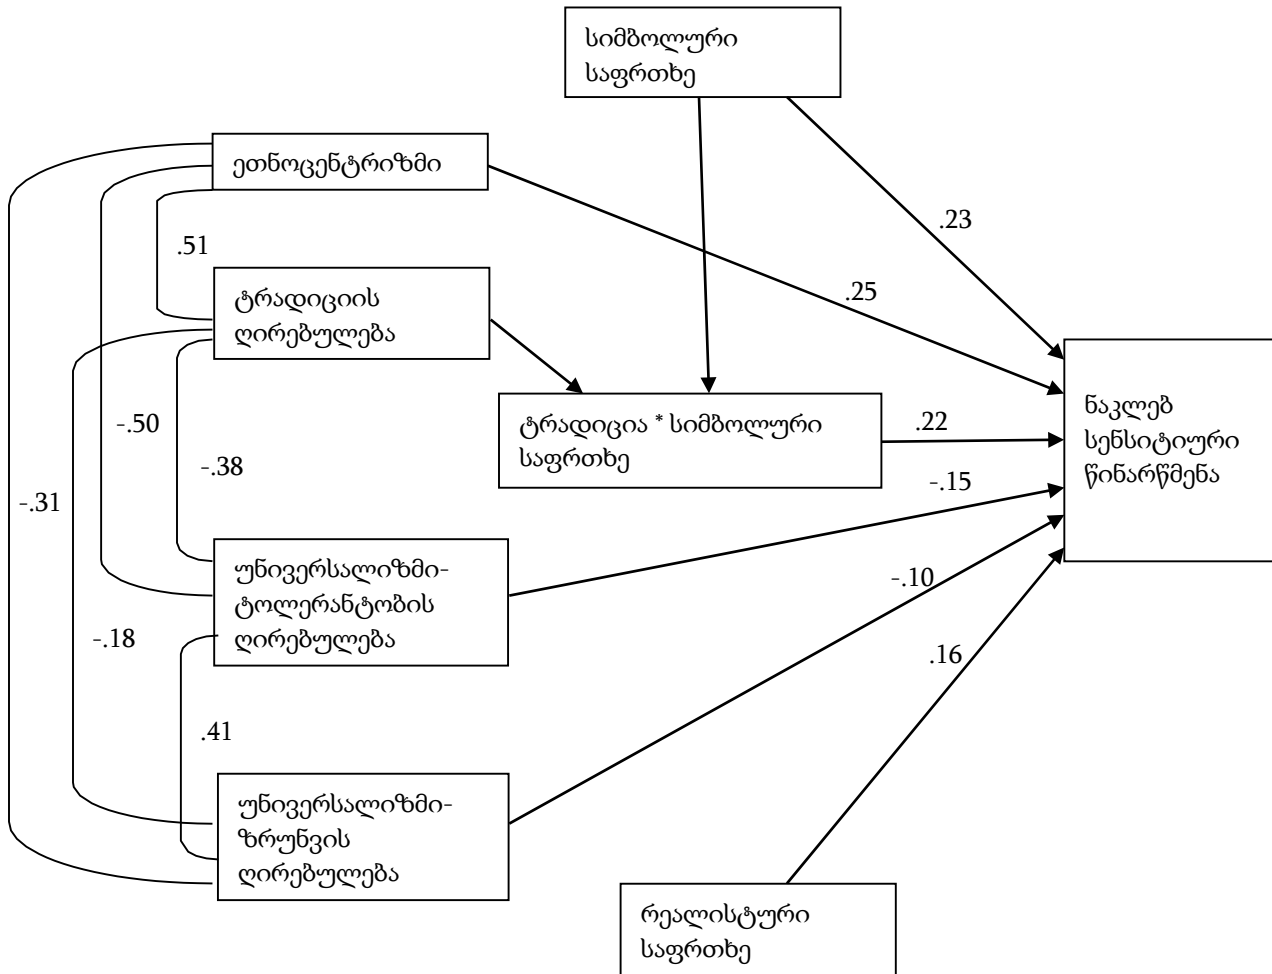 სიმბოლური
საფრთხე
ეთნოცენტრიზმი
.23
.51
.25
ტრადიციის
ღირებულება
ნაკლებ
სენსიტიური
წინარწმენა
ტრადიცია * სიმბოლური
საფრთხე
.22
-.50
-.38
-.15
-.31
უნივერსალიზმი-
ტოლერანტობის
ღირებულება
-.10
-.18
.16
.41
უნივერსალიზმი-
ზრუნვის
ღირებულება
რეალისტური
საფრთხე